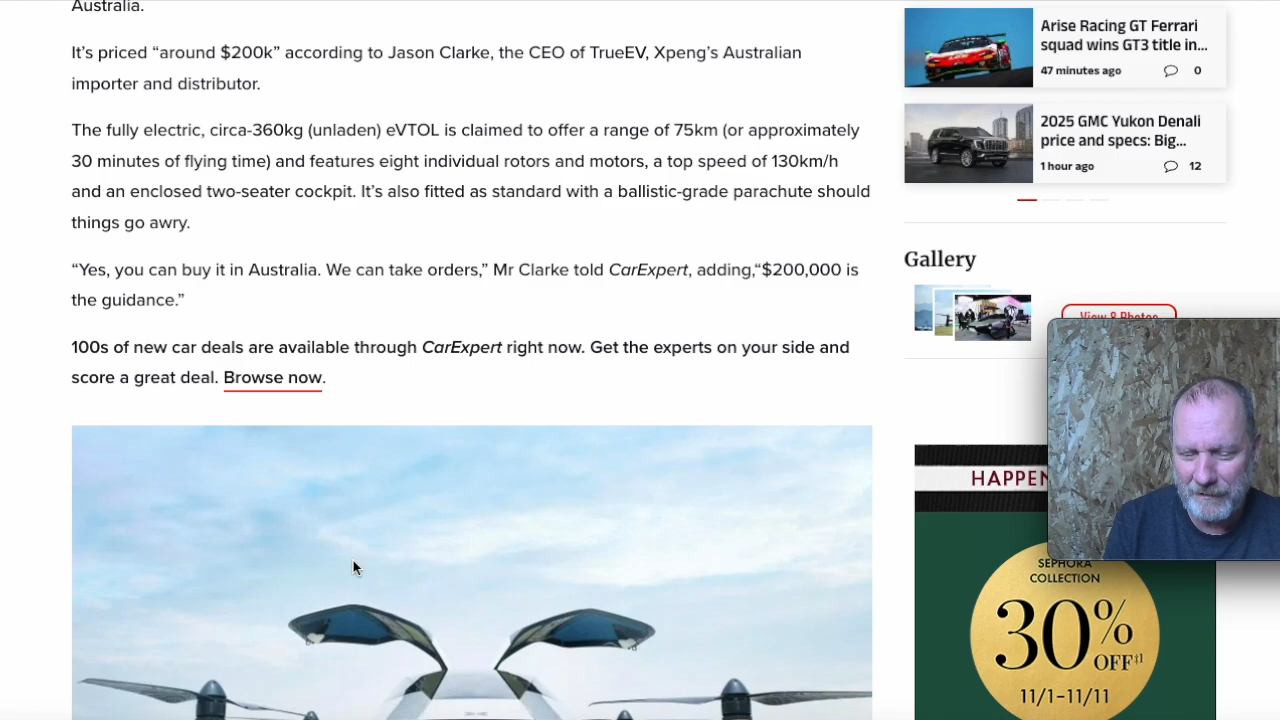 Australia.
It’s priced “around $200k” according to Jason Clarke, the CEO of TrueEV, Xpeng’s Australian
importer and distributor.
The fully electric, circa-360kg (unladen) eVTOL is claimed to offer a range of 75km (or approximately
30 minutes of flying time) and features eight individual rotors and motors, a top speed of 130km/h
and an enclosed two-seater cockpit. It’s also fitted as standard with a ballistic-grade parachute should
things go awry.
“Yes, you can buy it in Australia. We can take orders,” Mr Clarke told CarExpert, adding,“$200,000 is
the guidance.”
100s of new car deals are available through CarExpert right now. Get the experts on your side and
score a great deal. Browse now.
Arise Racing GT Ferrari
squad wins GT3 title in...
47 minutes ago 0
2025 GMC Yukon Denali
price and specs: Big...
1 hour ago 12
Gallery
View 8 Photos
HAPPEN
SEPHORA
COLLECTION
30%
OFF‡1
11/1–11/11